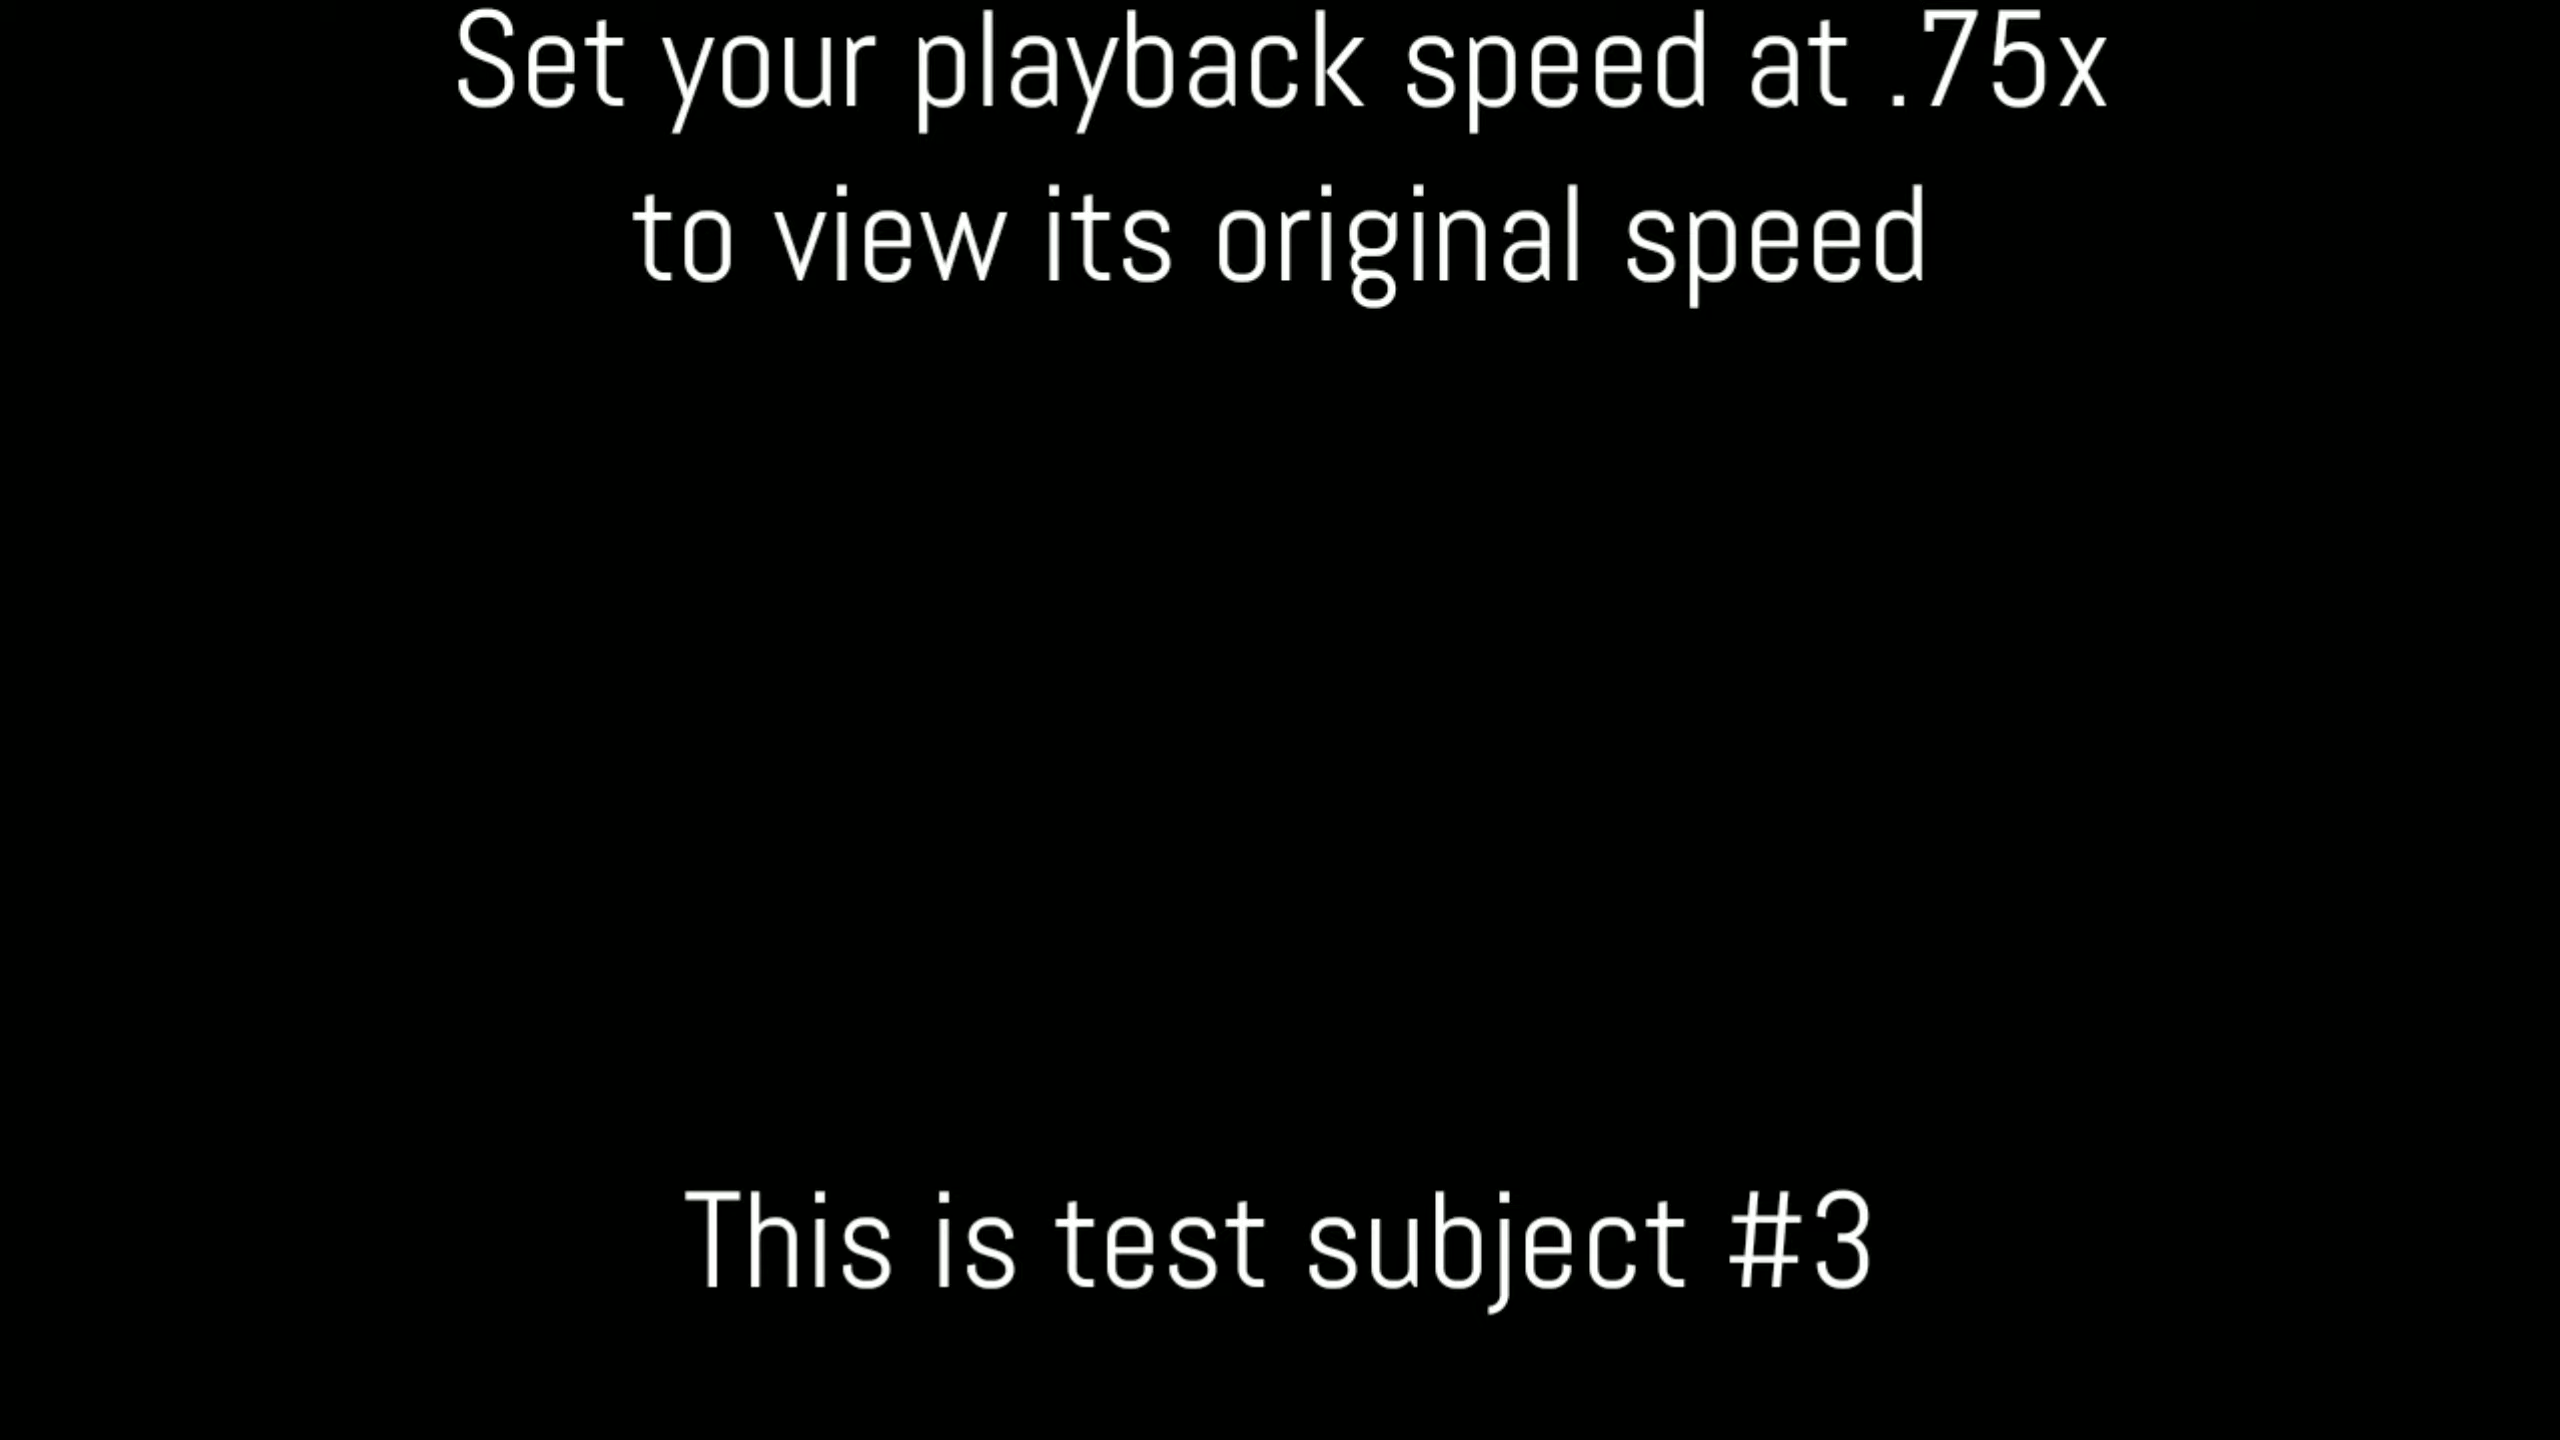 Set your playback speed at .75x
to view its original speed
This is test subject #3